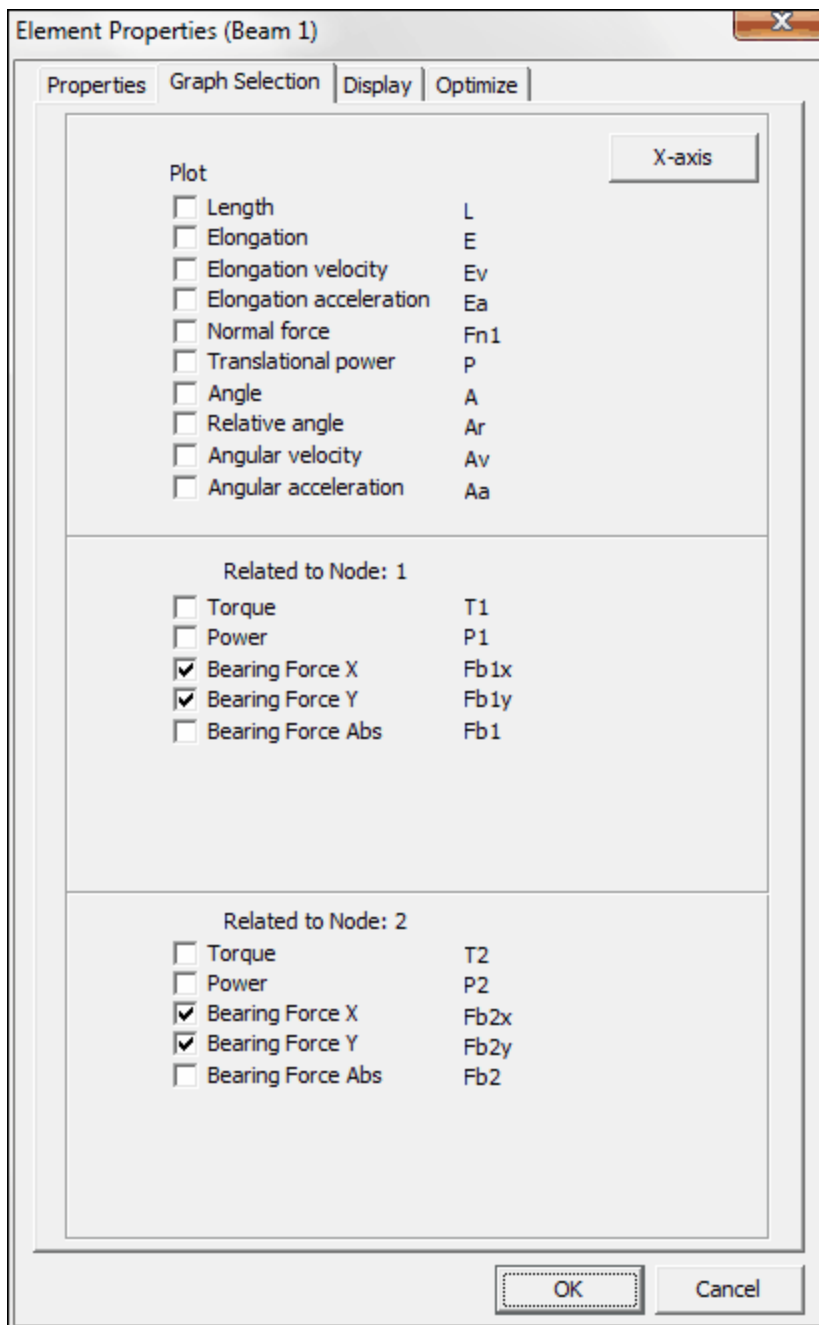 Element Properties (Beam 1)
Properties Graph Selection Display Optimize
X-axis
Plot
Length L
Elongation E
Elongation velocity Ev
Elongation acceleration Ea
Normal force Fn1
Translational power P
Angle A
Relative angle Ar
Angular velocity Av
Angular acceleration Aa
Related to Node: 1
Torque T1
Power P1
Bearing Force X Fb1x
Bearing Force Y Fb1y
Bearing Force Abs Fb1
Related to Node: 2
Torque T2
Power P2
Bearing Force X Fb2x
Bearing Force Y Fb2y
Bearing Force Abs Fb2
OK Cancel